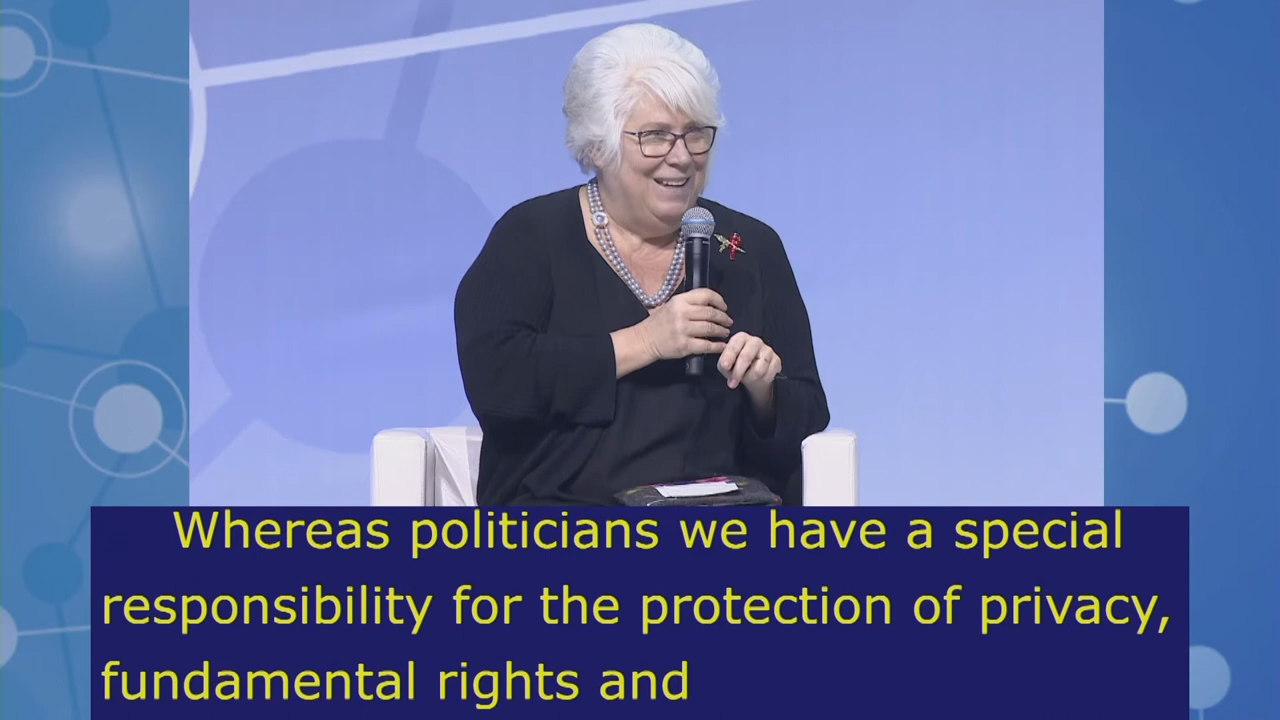 Whereas politicians we have a special
responsibility for the protection of privacy,
fundamental rights and